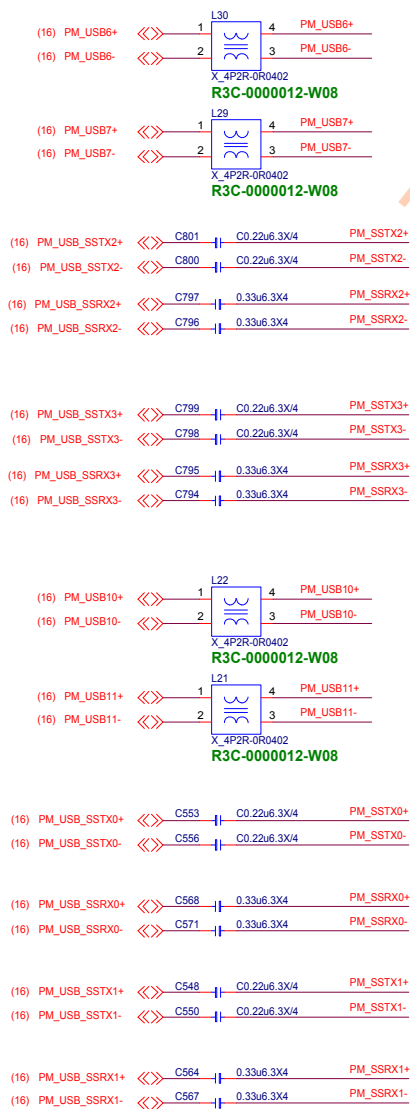 L30
(16) PM_USB6+ 1 4 PM_USB6+
(16) PM_USB6- 2 3 PM_USB6-
X_4P2R-0R0402
R3C-0000012-W08
L29
(16) PM_USB7+ 1 4 PM_USB7+
(16) PM_USB7- 2 3 PM_USB7-
X_4P2R-0R0402
R3C-0000012-W08
(16) PM_USB_SSTX2+ C801 C0.22u6.3X/4 PM_SSTX2+
(16) PM_USB_SSTX2- C800 C0.22u6.3X/4 PM_SSTX2-
(16) PM_USB_SSRX2+ C797 0.33u6.3X4 PM_SSRX2+
(16) PM_USB_SSRX2- C796 0.33u6.3X4 PM_SSRX2-
(16) PM_USB_SSTX3+ C799 C0.22u6.3X/4 PM_SSTX3+
(16) PM_USB_SSTX3- C798 C0.22u6.3X/4 PM_SSTX3-
(16) PM_USB_SSRX3+ C795 0.33u6.3X4 PM_SSRX3+
(16) PM_USB_SSRX3- C794 0.33u6.3X4 PM_SSRX3-
L22
(16) PM_USB10+ 1 4 PM_USB10+
(16) PM_USB10- 2 3 PM_USB10-
X_4P2R-0R0402
R3C-0000012-W08
L21
(16) PM_USB11+ 1 4 PM_USB11+
(16) PM_USB11- 2 3 PM_USB11-
X_4P2R-0R0402
R3C-0000012-W08
(16) PM_USB_SSTX0+ C553 C0.22u6.3X/4 PM_SSTX0+
(16) PM_USB_SSTX0- C556 C0.22u6.3X/4 PM_SSTX0-
(16) PM_USB_SSRX0+ C568 0.33u6.3X4 PM_SSRX0+
(16) PM_USB_SSRX0- C571 0.33u6.3X4 PM_SSRX0-
(16) PM_USB_SSTX1+ C548 C0.22u6.3X/4 PM_SSTX1+
(16) PM_USB_SSTX1- C550 C0.22u6.3X/4 PM_SSTX1-
(16) PM_USB_SSRX1+ C564 0.33u6.3X4 PM_SSRX1+
(16) PM_USB_SSRX1- C567 0.33u6.3X4 PM_SSRX1-